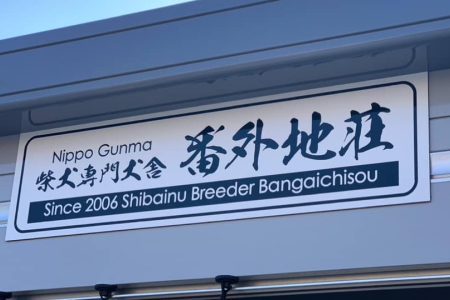 Nippo Gunma
柴犬専門犬舎 番外地荘
Since 2006 Shibainu Breeder Bangaichisou